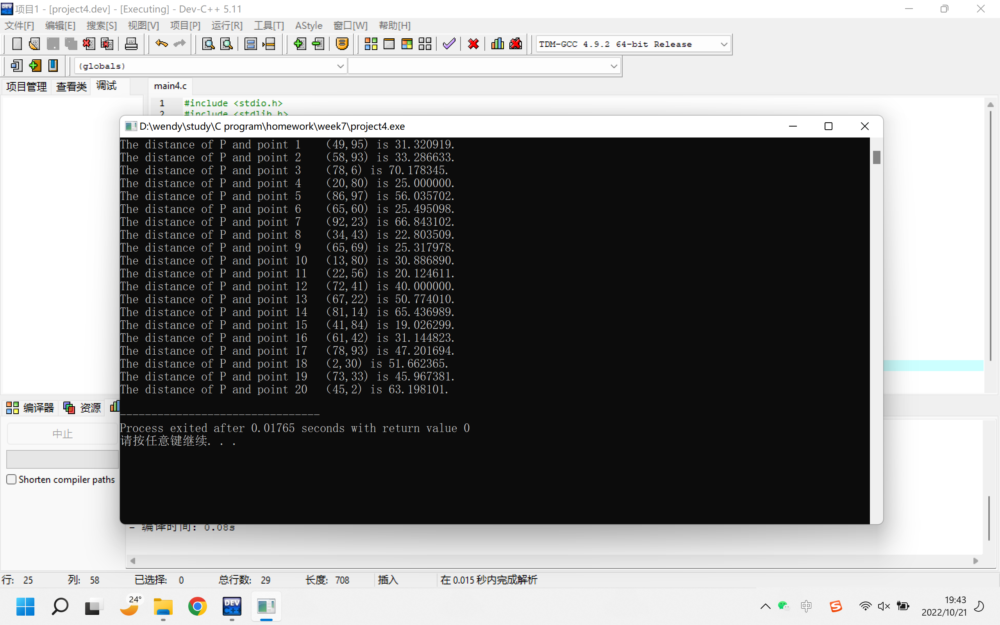 项目1 - [project4.dev] - [Executing] - Dev-C++ 5.11
文件[F] 编辑[E] 搜索[S] 视图[V] 项目[P] 运行[R] 工具[T] AStyle 窗口[W] 帮助[H]
TDM-GCC 4.9.2 64-bit Release
(globals)
项目管理 查看类 调试 main4.c
1 #include <stdio.h>
2 #include <stdlib.h>
D:\wendy\study\C program\homework\week7\project4.exe
The distance of P and point 1 (49,95) is 31.320919.
The distance of P and point 2 (58,93) is 33.286633.
The distance of P and point 3 (78,6) is 70.178345.
The distance of P and point 4 (20,80) is 25.000000.
The distance of P and point 5 (86,97) is 56.035702.
The distance of P and point 6 (65,60) is 25.495098.
The distance of P and point 7 (92,23) is 66.843102.
The distance of P and point 8 (34,43) is 22.803509.
The distance of P and point 9 (65,69) is 25.317978.
The distance of P and point 10 (13,80) is 30.886890.
The distance of P and point 11 (22,56) is 20.124611.
The distance of P and point 12 (72,41) is 40.000000.
The distance of P and point 13 (67,22) is 50.774010.
The distance of P and point 14 (81,14) is 65.436989.
The distance of P and point 15 (41,84) is 19.026299.
The distance of P and point 16 (61,42) is 31.144823.
The distance of P and point 17 (78,93) is 47.201694.
The distance of P and point 18 (2,30) is 51.662365.
The distance of P and point 19 (73,33) is 45.967381.
The distance of P and point 20 (45,2) is 63.198101.
--------------------------------
Process exited after 0.01765 seconds with return value 0
请按任意键继续. . .
编译器 资源
中止
Shorten compiler paths
- 编译时间: 0.08s
行: 25 列: 58 已选择: 0 总行数: 29 长度: 708 插入 在 0.015 秒内完成解析
24°
DEV C++
中
19:43
2022/10/21